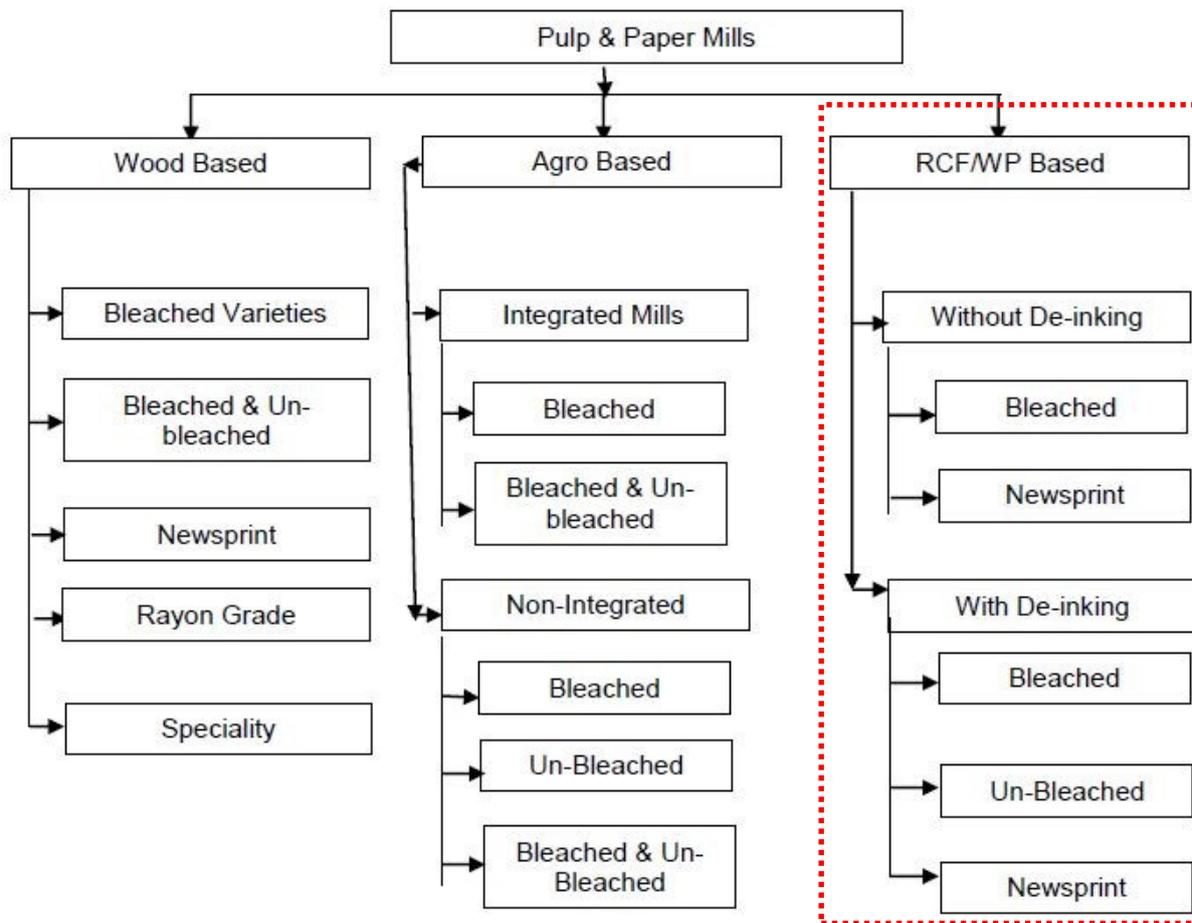 Pulp & Paper Mills
Wood Based
Bleached Varieties
Bleached & Un-
bleached
Newsprint
Rayon Grade
Speciality
Agro Based
Integrated Mills
Bleached
Bleached & Un-
bleached
Non-Integrated
Bleached
Un-Bleached
Bleached & Un-
Bleached
RCF/WP Based
Without De-inking
Bleached
Newsprint
With De-inking
Bleached
Un-Bleached
Newsprint